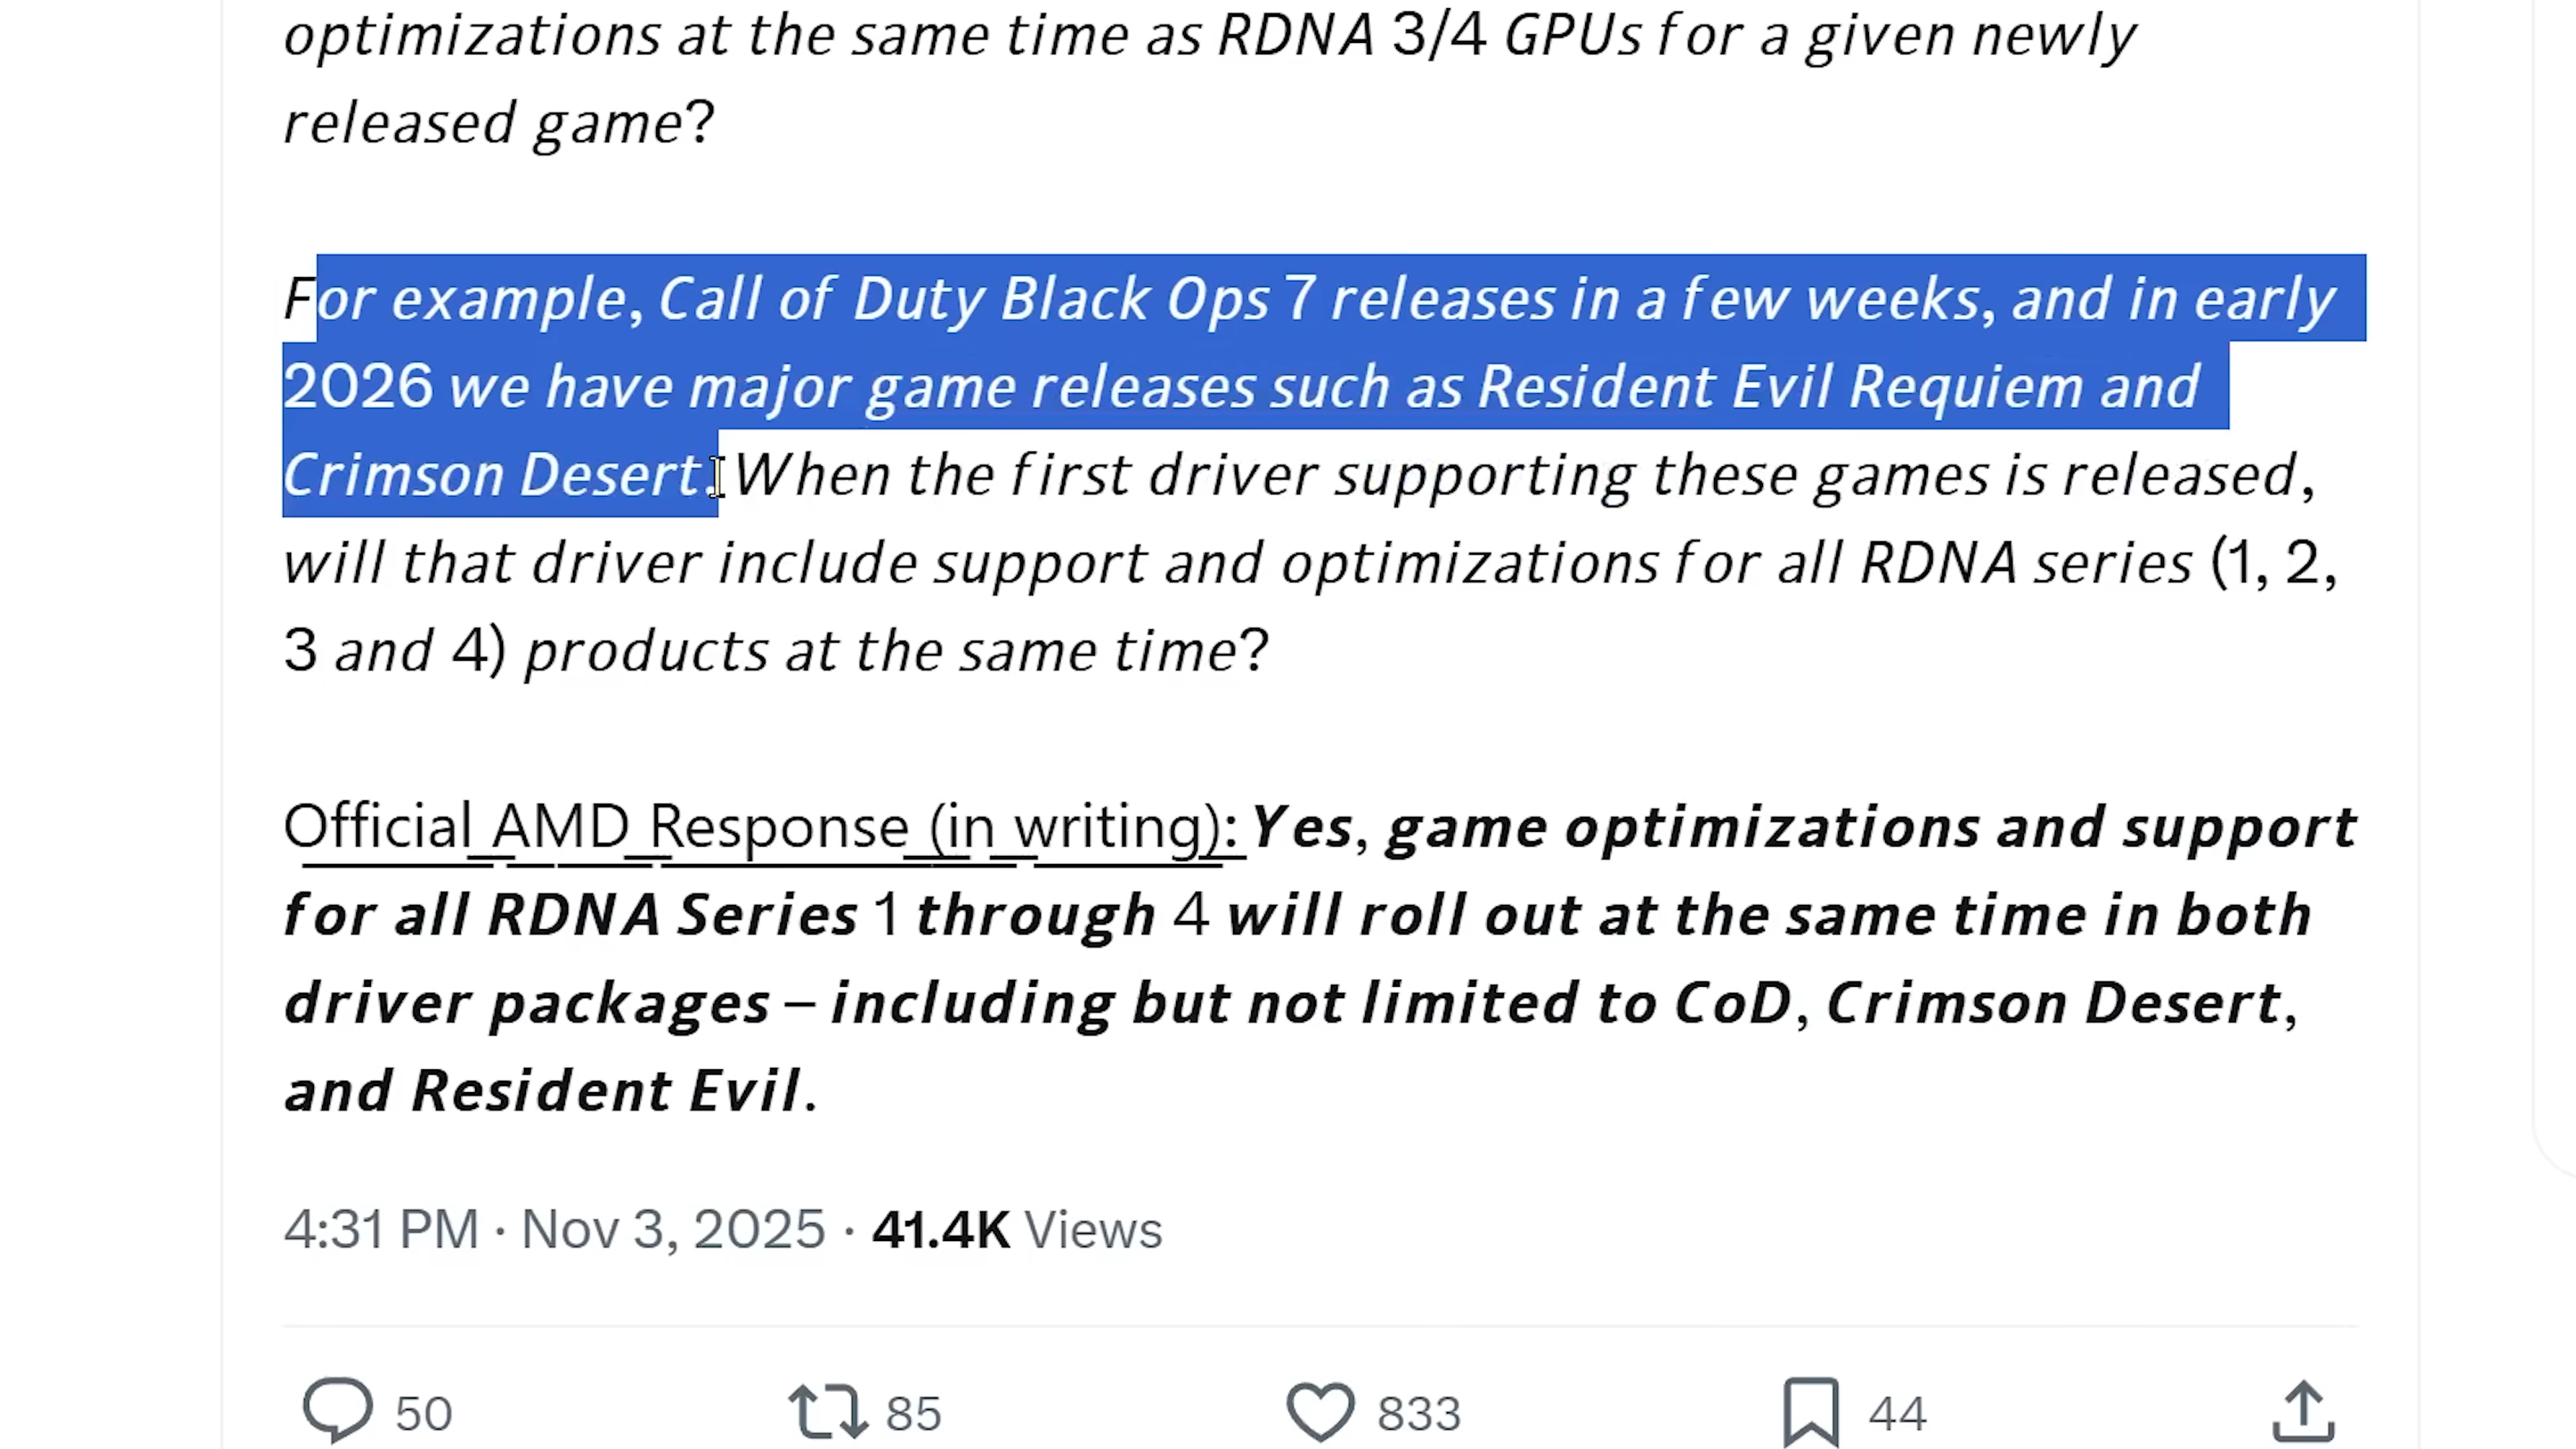 optimizations at the same time as RDNA 3/4 GPUs for a given newly
released game?
For example, Call of Duty Black Ops 7 releases in a few weeks, and in early
2026 we have major game releases such as Resident Evil Requiem and
Crimson Desert. When the first driver supporting these games is released,
will that driver include support and optimizations for all RDNA series (1, 2,
3 and 4) products at the same time?
Official AMD Response (in writing): Yes, game optimizations and support
for all RDNA Series 1 through 4 will roll out at the same time in both
driver packages – including but not limited to CoD, Crimson Desert,
and Resident Evil.
4:31 PM · Nov 3, 2025 · 41.4K Views
50 85 833 44